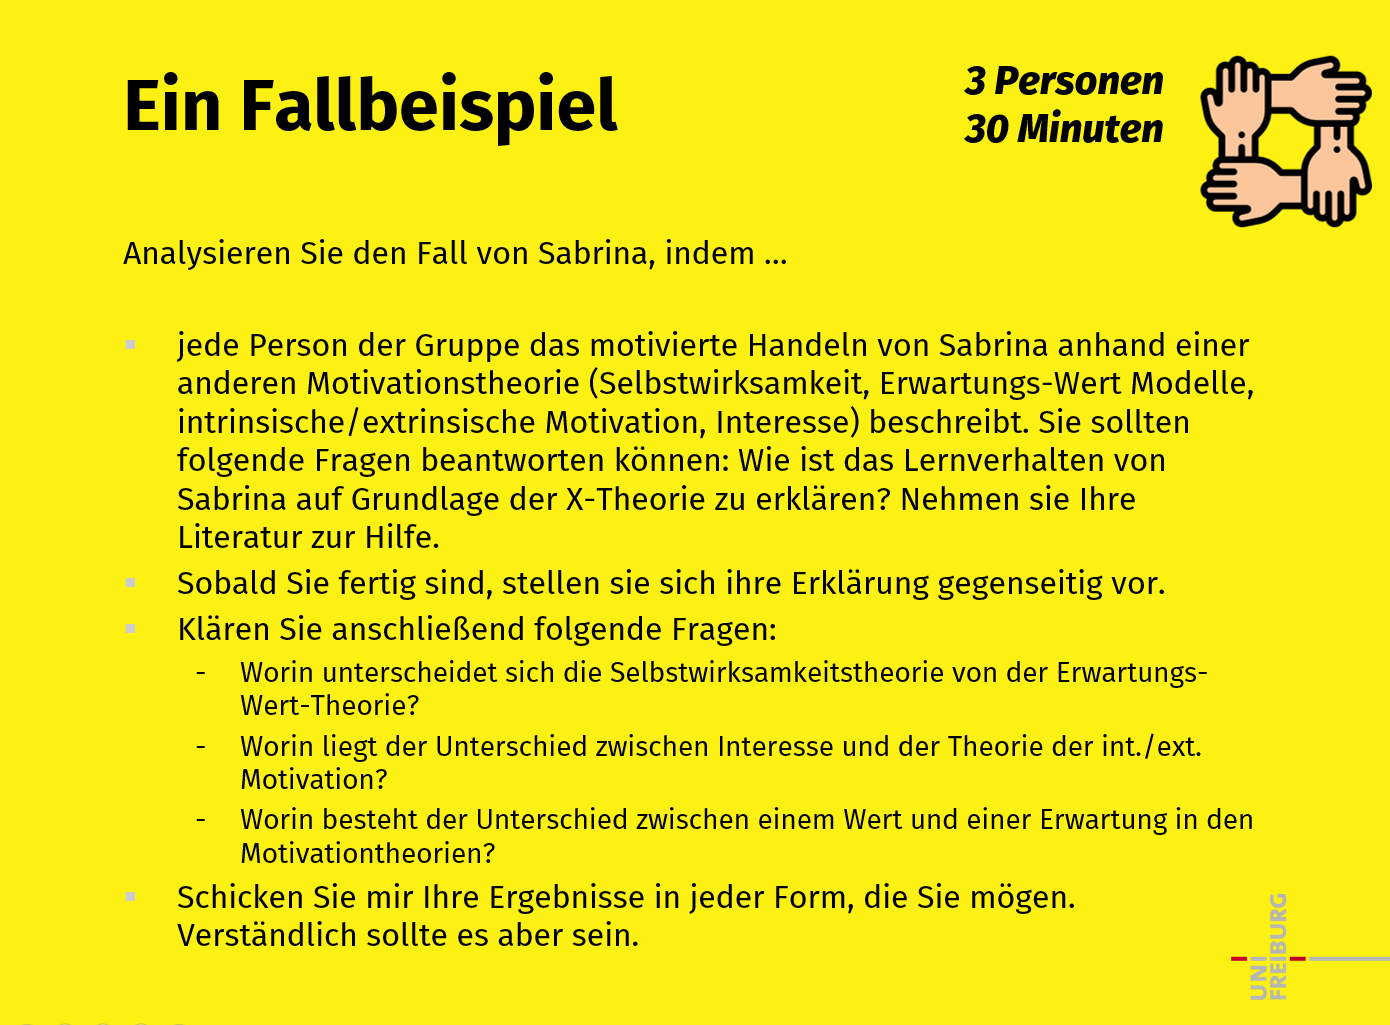 Ein Fallbeispiel
3 Personen
30 Minuten
Analysieren Sie den Fall von Sabrina, indem ...
▪ jede Person der Gruppe das motivierte Handeln von Sabrina anhand einer
anderen Motivationstheorie (Selbstwirksamkeit, Erwartungs-Wert Modelle,
intrinsische/extrinsische Motivation, Interesse) beschreibt. Sie sollten
folgende Fragen beantworten können: Wie ist das Lernverhalten von
Sabrina auf Grundlage der X-Theorie zu erklären? Nehmen sie Ihre
Literatur zur Hilfe.
▪ Sobald Sie fertig sind, stellen sie sich ihre Erklärung gegenseitig vor.
▪ Klären Sie anschließend folgende Fragen:
- Worin unterscheidet sich die Selbstwirksamkeitstheorie von der Erwartungs-
Wert-Theorie?
- Worin liegt der Unterschied zwischen Interesse und der Theorie der int./ext.
Motivation?
- Worin besteht der Unterschied zwischen einem Wert und einer Erwartung in den
Motivationtheorien?
▪ Schicken Sie mir Ihre Ergebnisse in jeder Form, die Sie mögen.
Verständlich sollte es aber sein.
UNI
FREIBURG